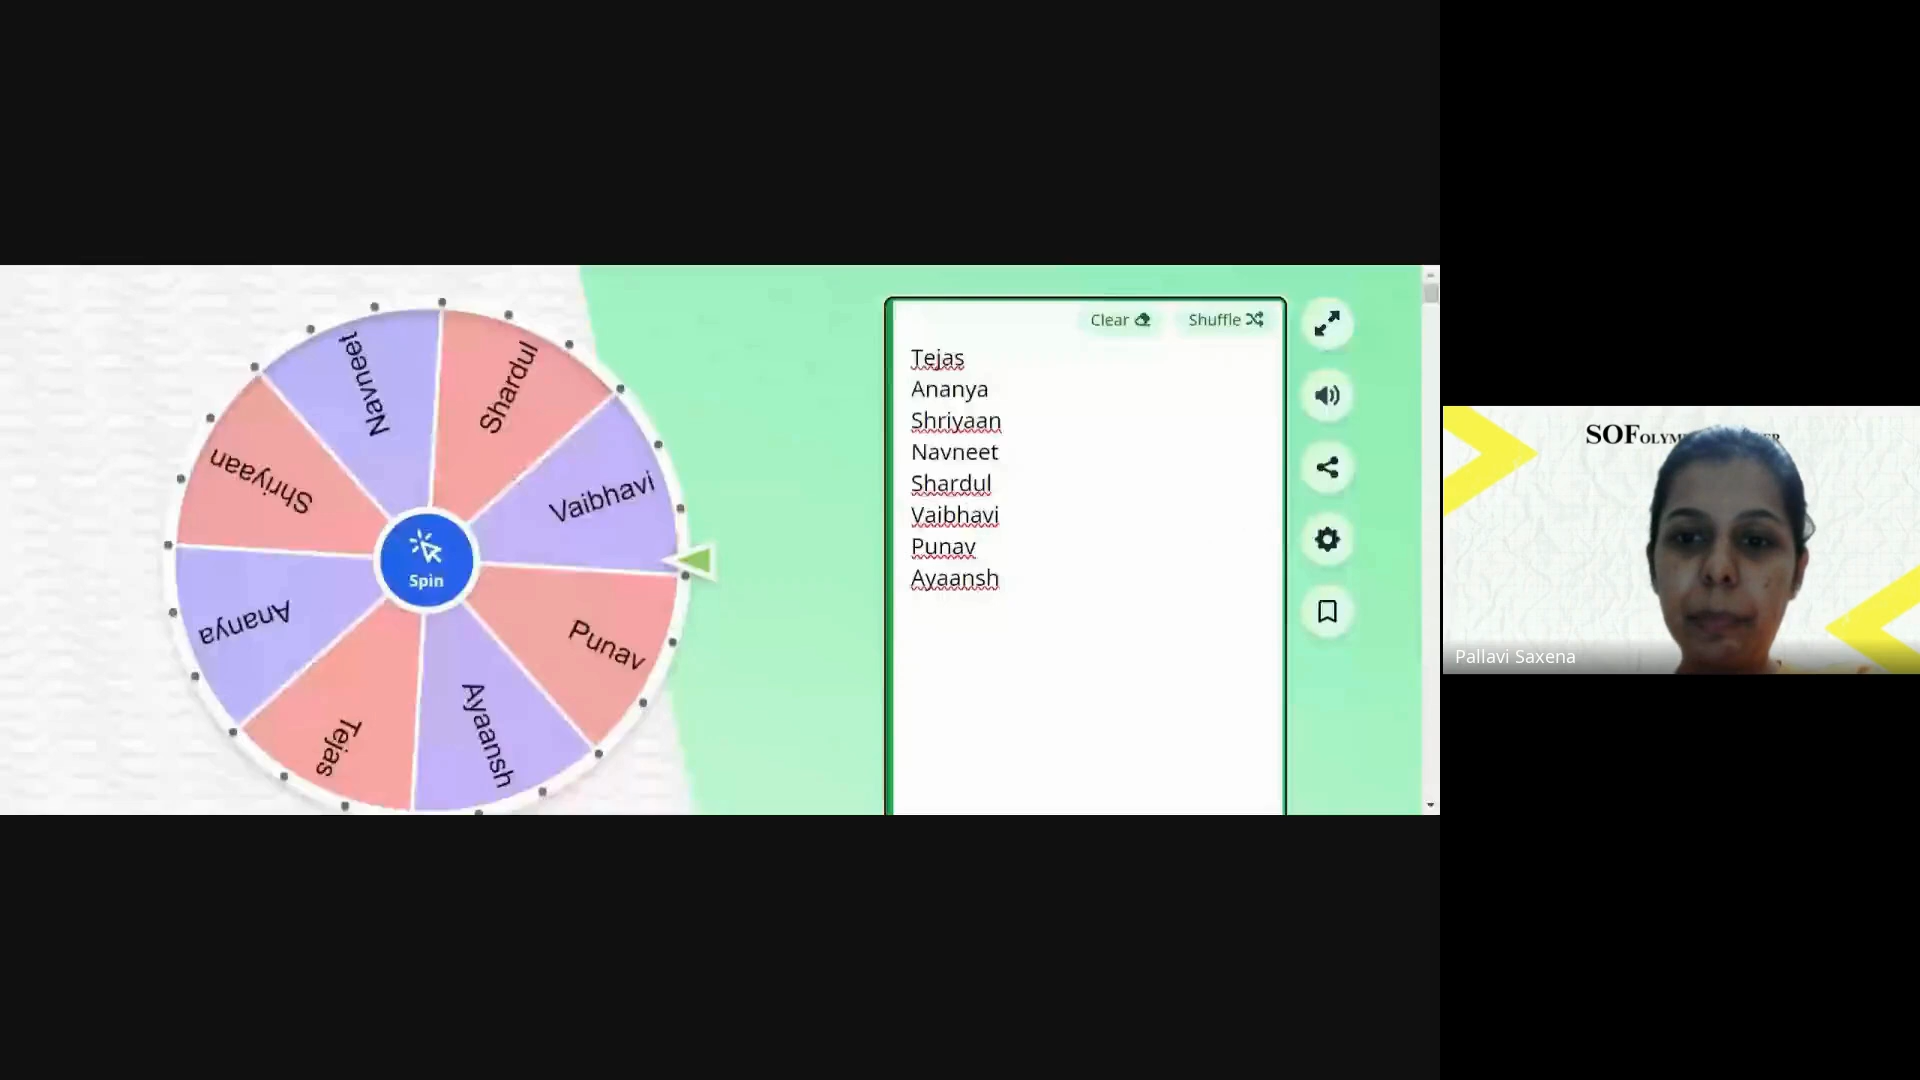 Navneet
Shardul
Shriyaan
Vaibhavi
Spin
Ananya
Punav
Tejas
Ayaansh
Clear
Shuffle
Tejas
Ananya
Shriyaan
Navneet
Shardul
Vaibhavi
Punav
Ayaansh
SOF
Pallavi Saxena